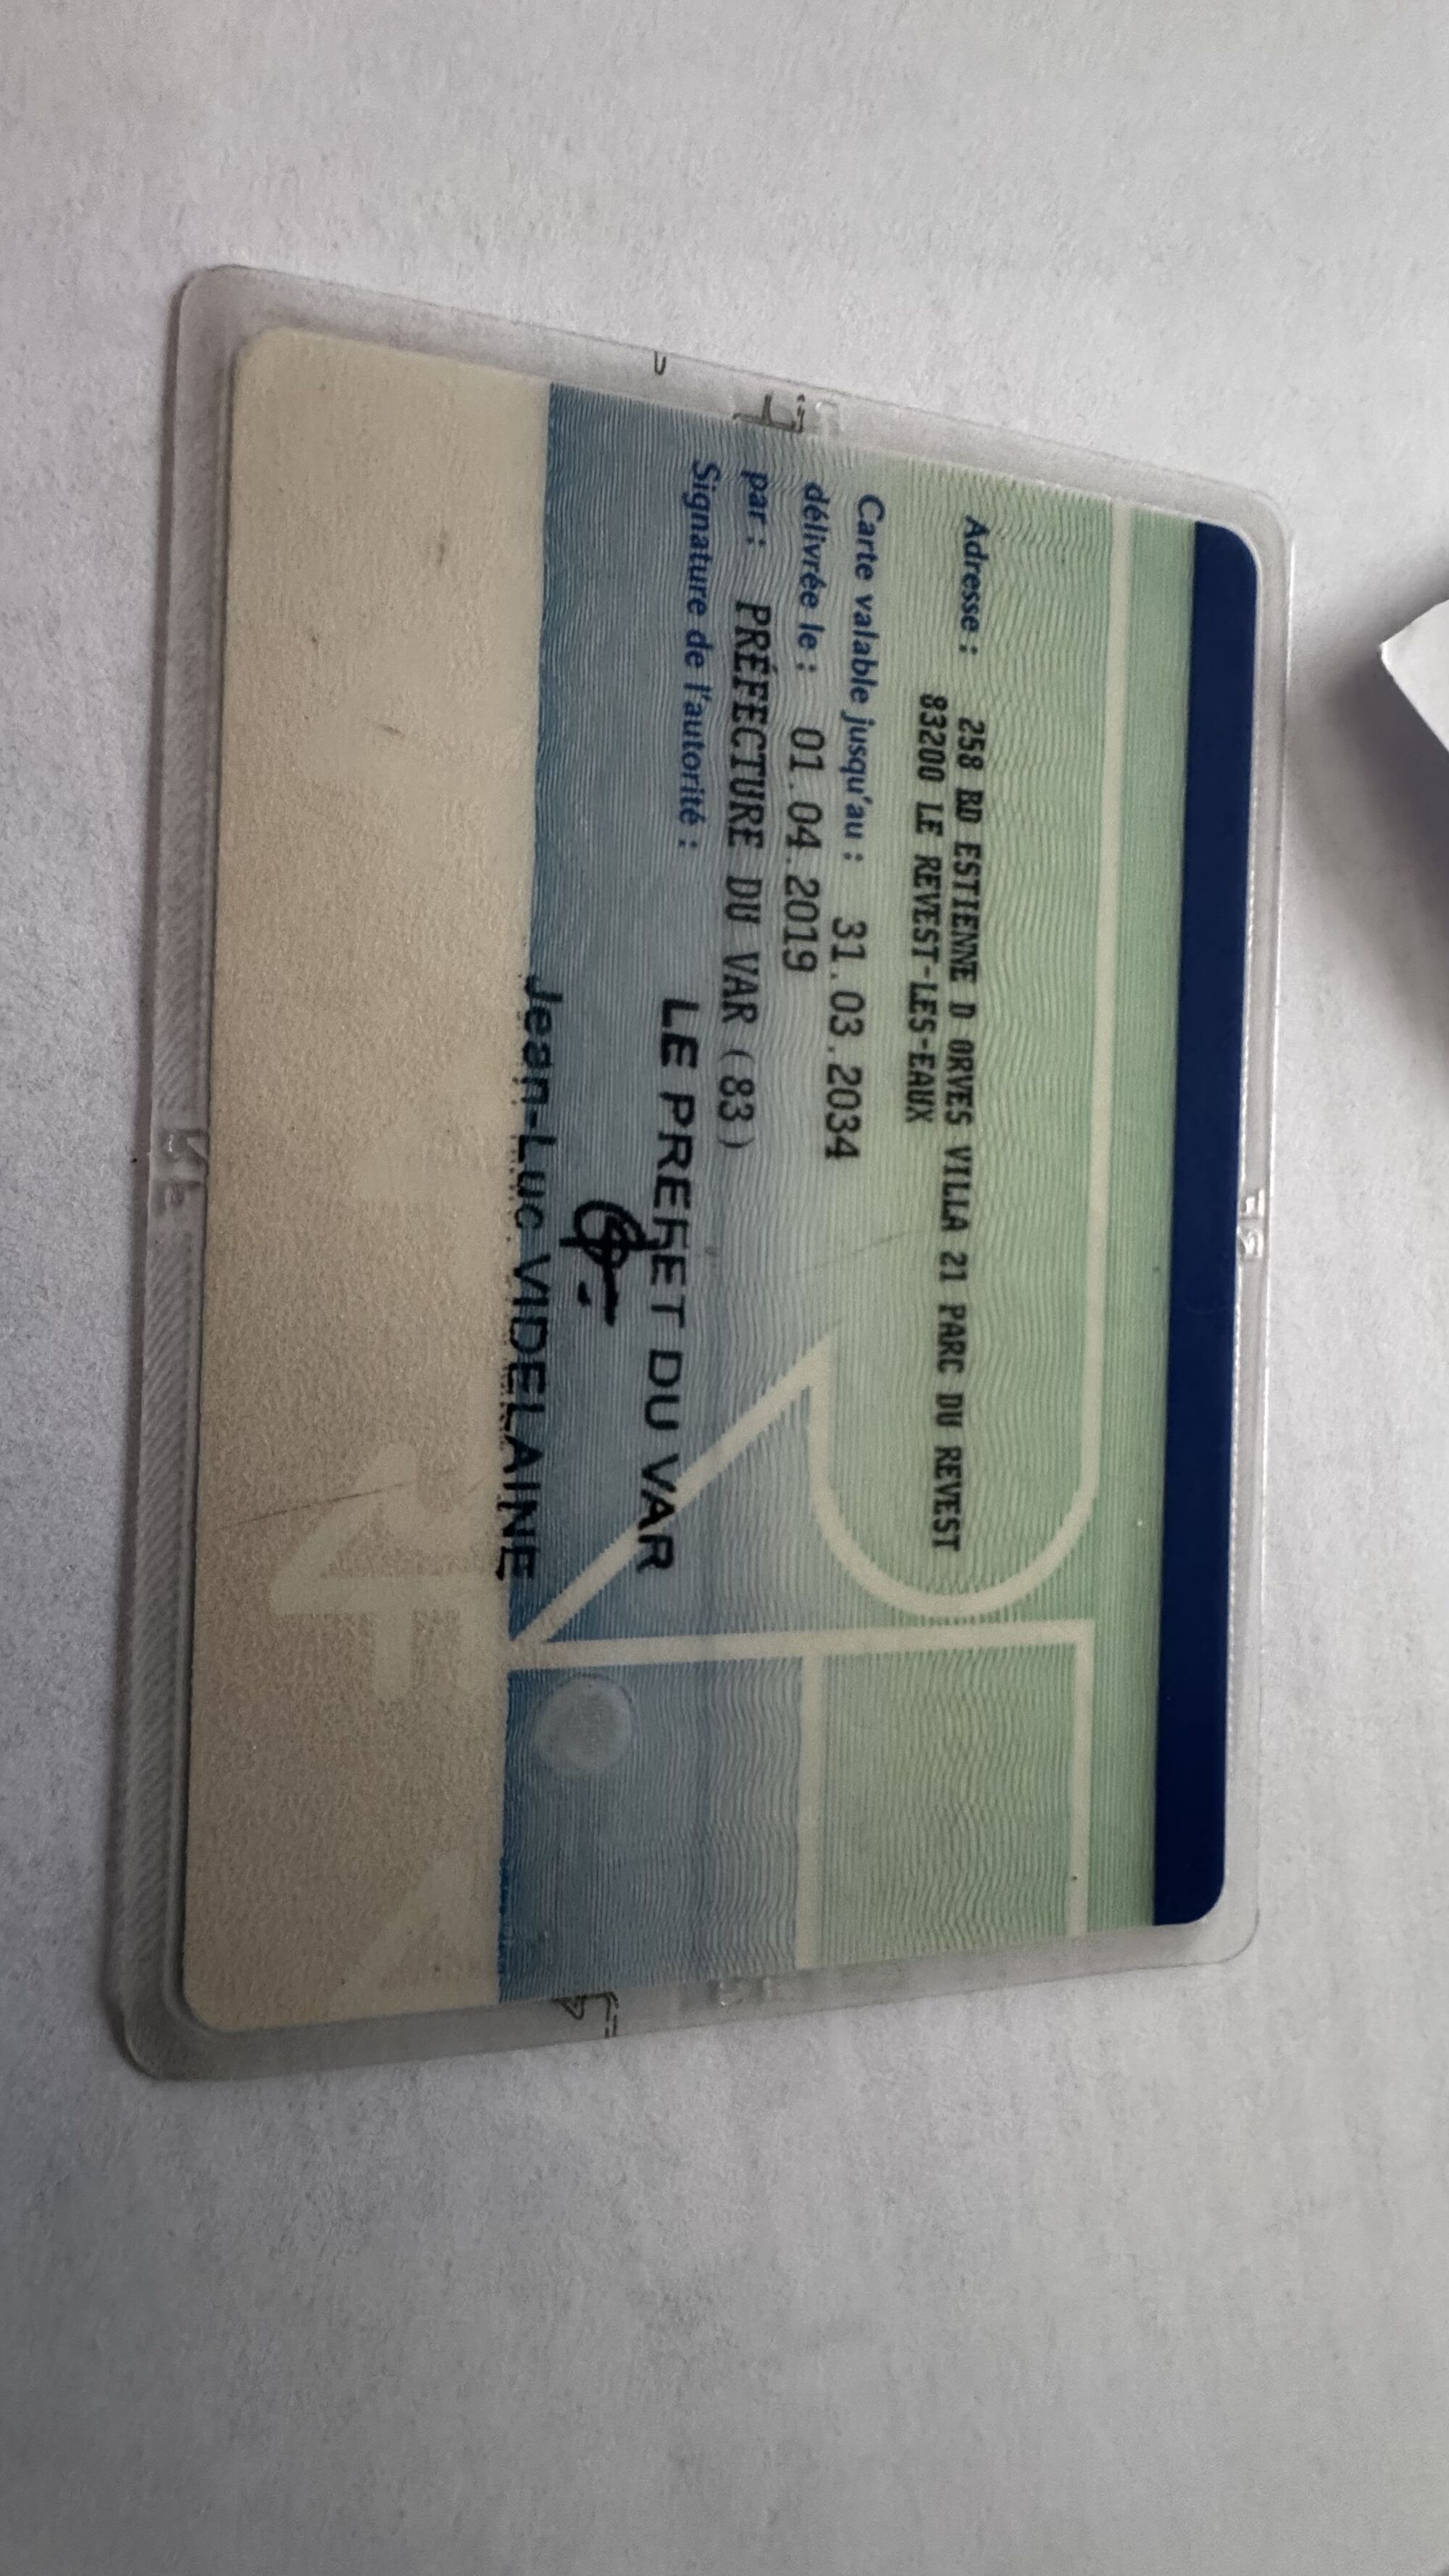 Adresse : 258 BD ESTIENNE D ORVES VILLA 21 PARC DU REVEST
83200 LE REVEST-LES-EAUX
Carte valable jusqu'au : 31.03.2034
délivrée le : 01.04.2019
par : PRÉFECTURE DU VAR (83)
Signature de l'autorité :
LE PREFET DU VAR
Jean-Luc VIDELAINE